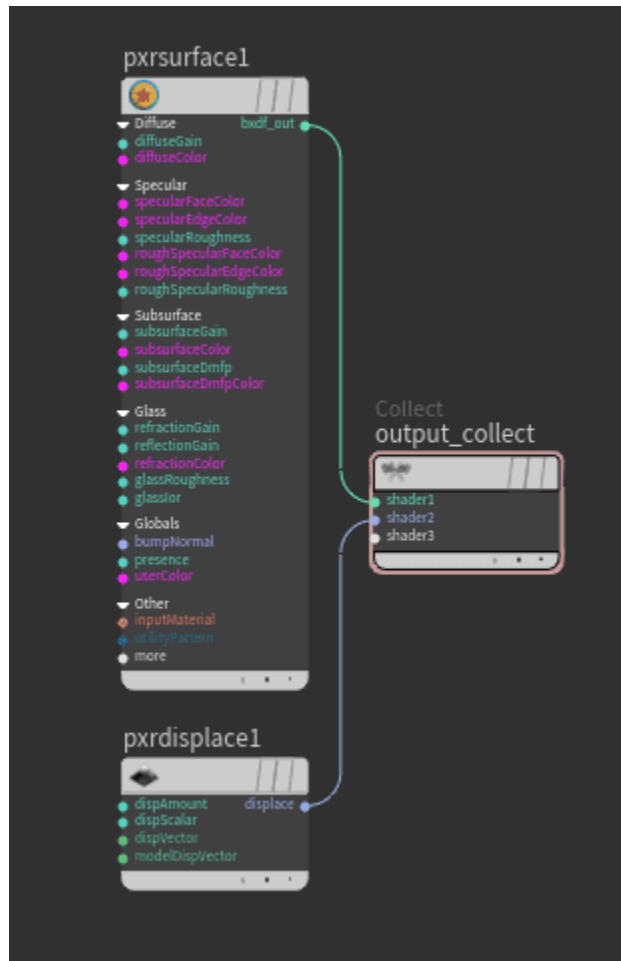 pxrsurface1
Diffuse bxdf_out
diffuseGain
diffuseColor
Specular
specularFaceColor
specularEdgeColor
specularRoughness
roughSpecularFaceColor
roughSpecularEdgeColor
roughSpecularRoughness
Subsurface
subsurfaceGain
subsurfaceColor
subsurfaceDmfp
subsurfaceDmfpColor
Glass
refractionGain
reflectionGain
refractionColor
glassRoughness
glassIor
Globals
bumpNormal
presence
userColor
Other
inputMaterial
utilityPattern
more
Collect
output_collect
shader1
shader2
shader3
pxrdisplace1
dispAmount displace
dispScalar
dispVector
modelDispVector